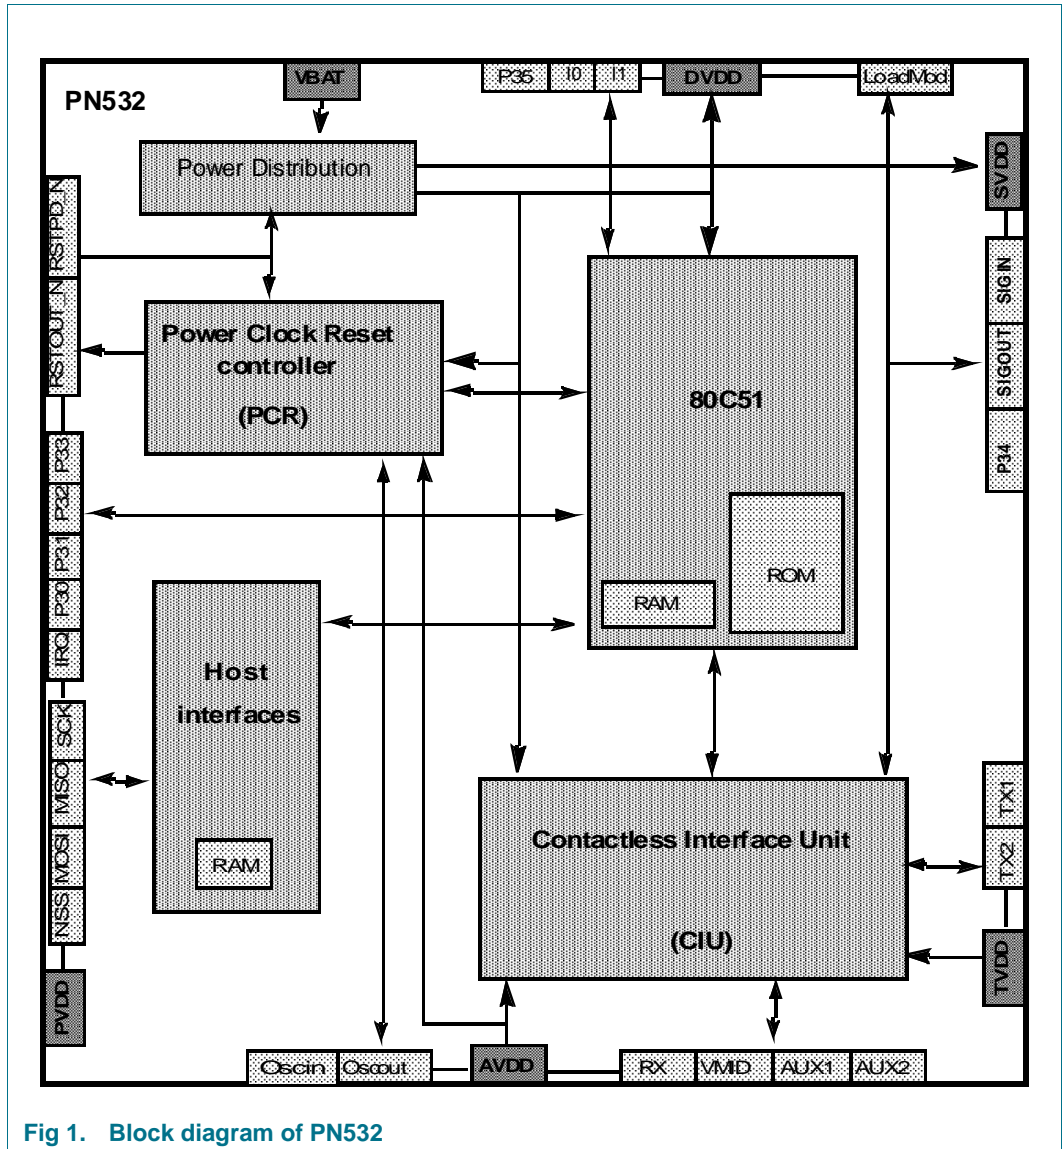 VBAT
P35 I0 I1
DVDD
LoadMod
PN532
Power Distribution
SVDD
RSTPD_N
RSTOUT_N
SIGIN
SIGOUT
P34
Power Clock Reset
controller
(PCR)
80C51
ROM
RAM
P33
P32
P31
P30
IRQ
Host
interfaces
RAM
SCK
MISO
MOSI
NSS
PVDD
Contactless Interface Unit
(CIU)
TX1
TX2
TVDD
Oscin Oscout
AVDD
RX VMID AUX1 AUX2
Fig 1. Block diagram of PN532